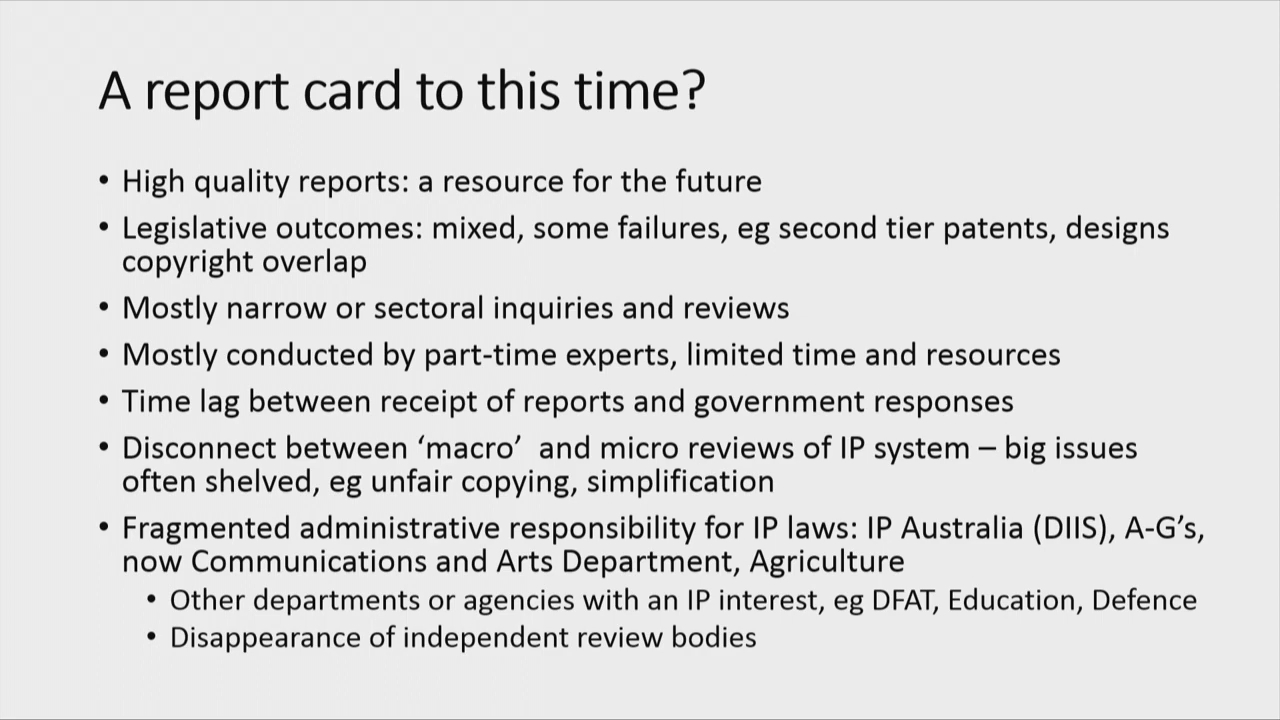 A report card to this time?
• High quality reports: a resource for the future
• Legislative outcomes: mixed, some failures, eg second tier patents, designs
copyright overlap
• Mostly narrow or sectoral inquiries and reviews
• Mostly conducted by part-time experts, limited time and resources
• Time lag between receipt of reports and government responses
• Disconnect between ‘macro’  and micro reviews of IP system – big issues
often shelved, eg unfair copying, simplification
• Fragmented administrative responsibility for IP laws: IP Australia (DIIS), A-G’s,
now Communications and Arts Department, Agriculture
• Other departments or agencies with an IP interest, eg DFAT, Education, Defence
• Disappearance of independent review bodies